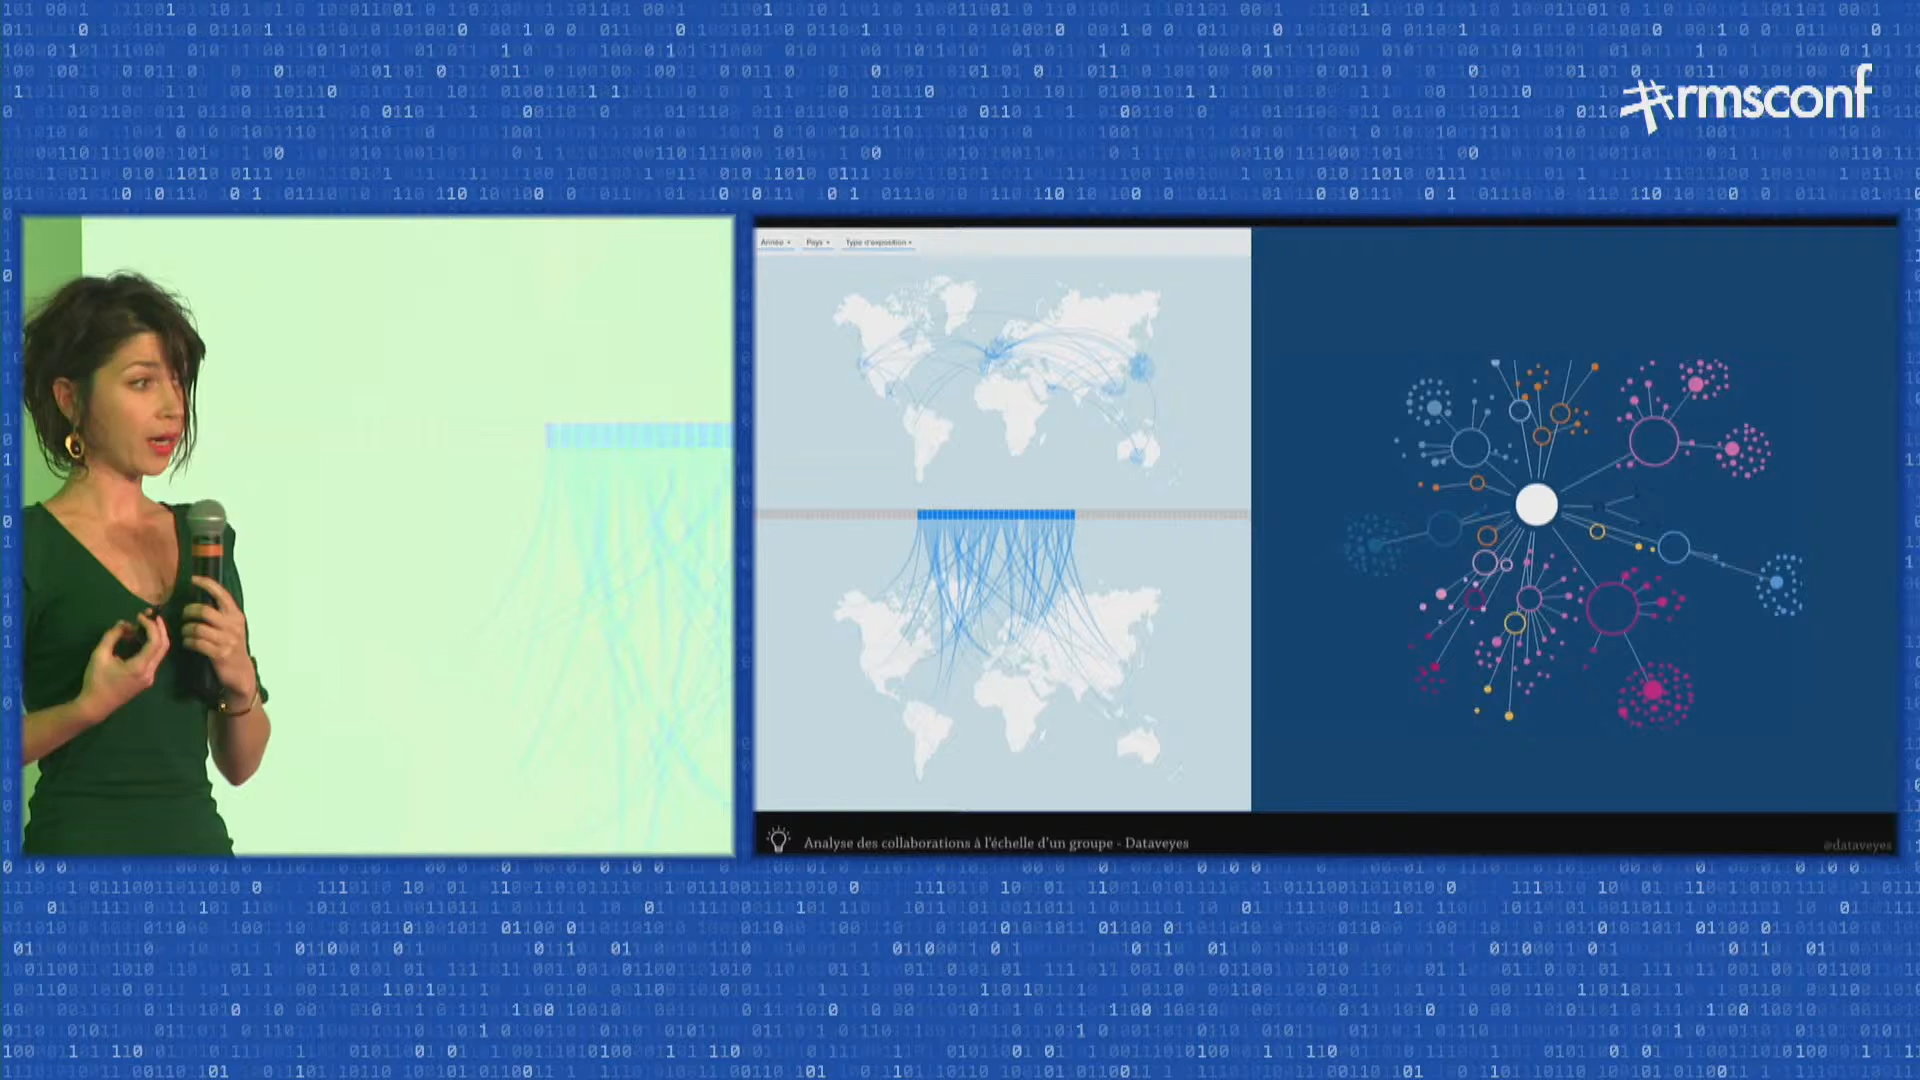 #rmsconf
Année
Pays
Type d'exposition
Analyse des collaborations à l'échelle d'un groupe - Dataveyes
@dataveyes